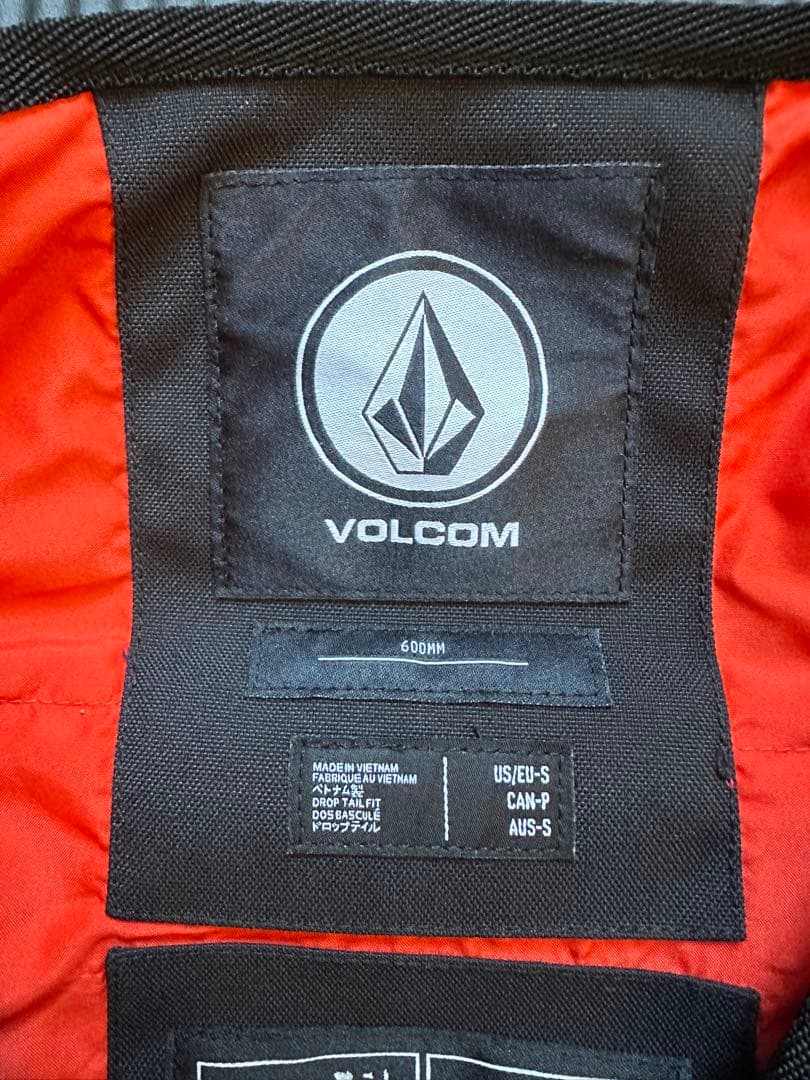 VOLCOM
600MM
MADE IN VIETNAM
FABRIQUE AU VIETNAM
ベトナム製
DROP TAIL FIT
DOS BASCULÉ
ドロップテイル
US/EU-S
CAN-P
AUS-S